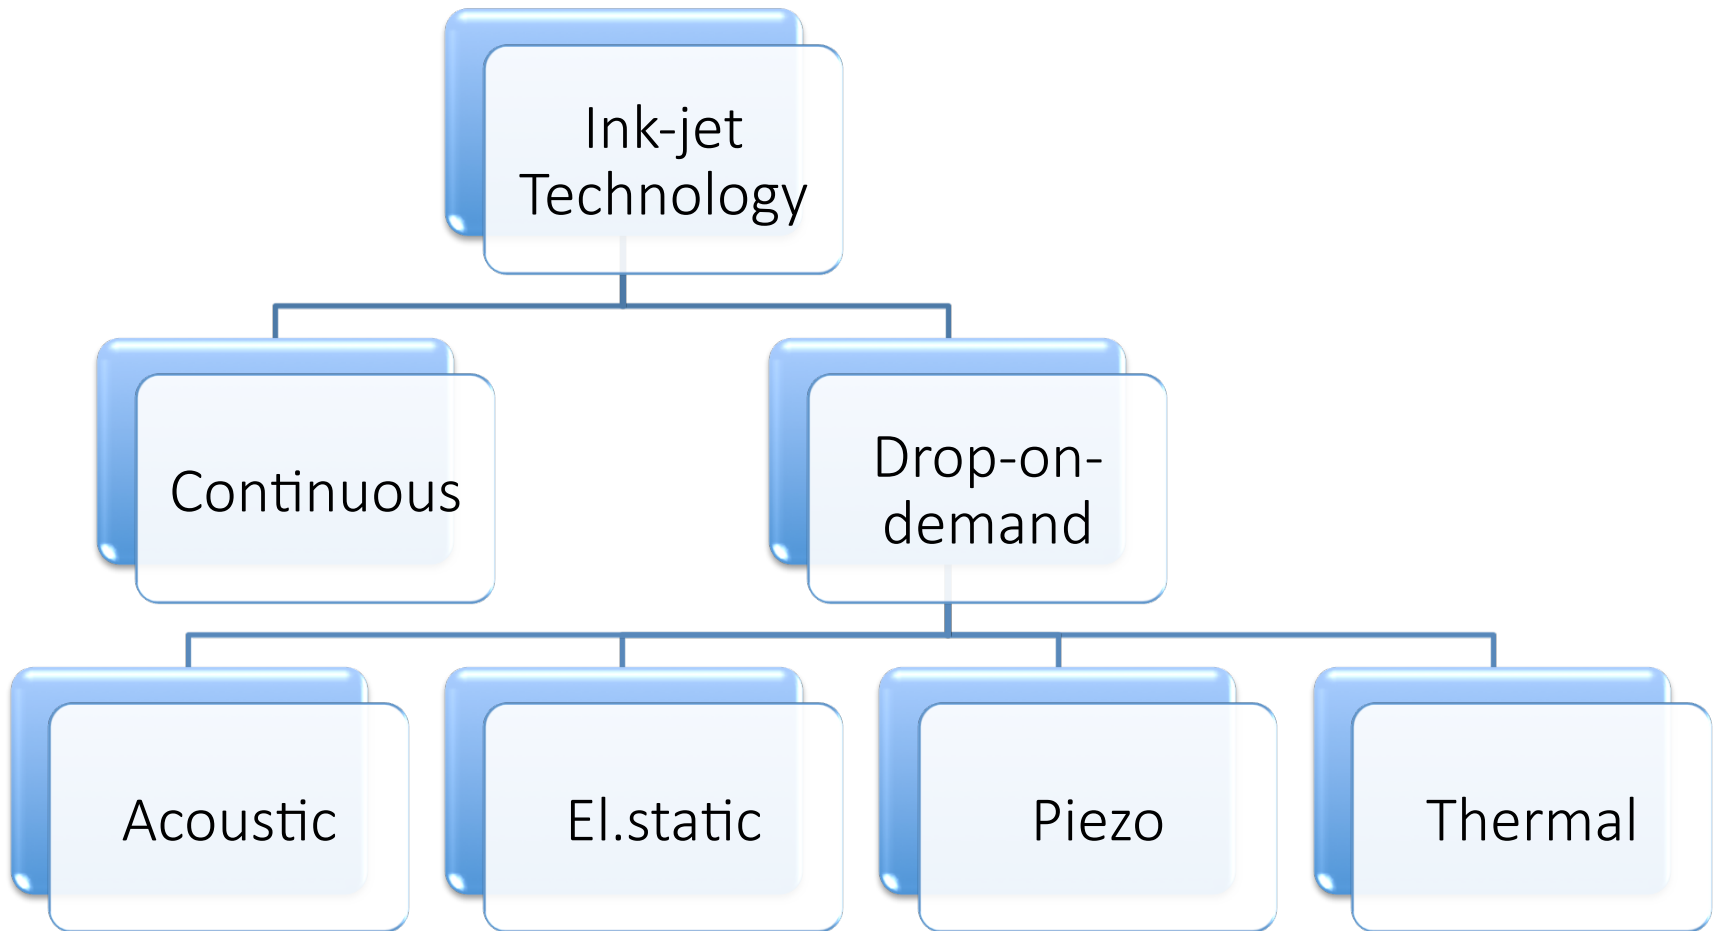 Ink-jet
Technology
Continuous
Drop-on-
demand
Acoustic
El.static
Piezo
Thermal